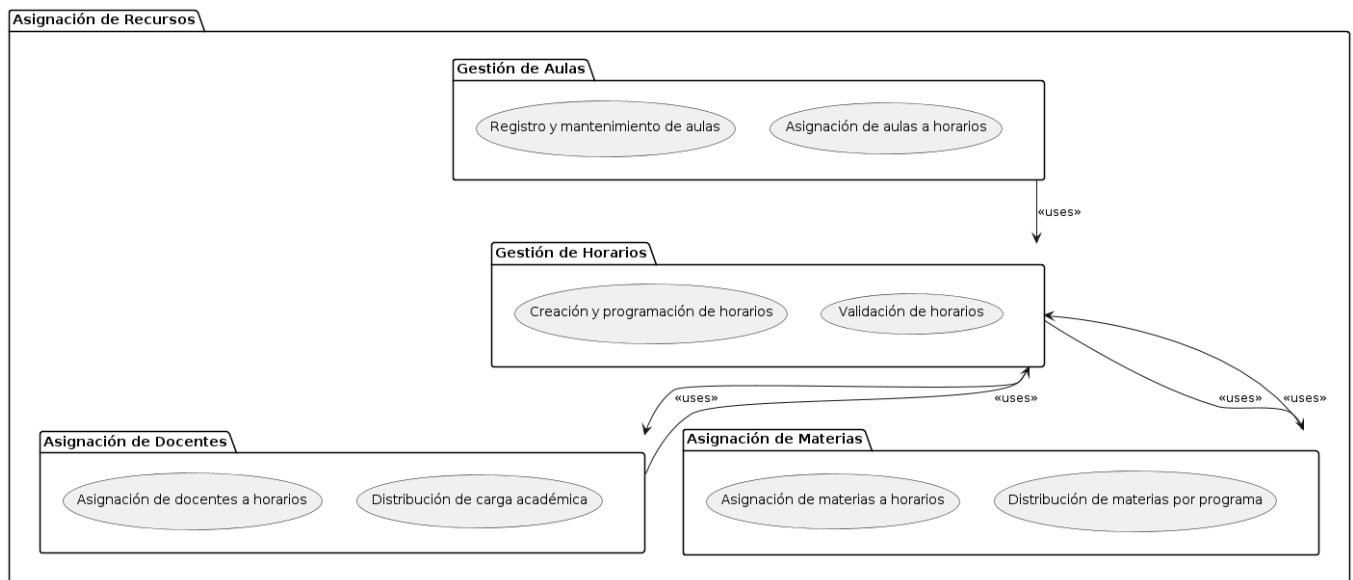 Asignación de Recursos
Gestión de Aulas
Registro y mantenimiento de aulas
Asignación de aulas a horarios
«uses»
Gestión de Horarios
Creación y programación de horarios
Validación de horarios
«uses»
«uses»
«uses»
«uses»
Asignación de Docentes
Asignación de docentes a horarios
Distribución de carga académica
Asignación de Materias
Asignación de materias a horarios
Distribución de materias por programa